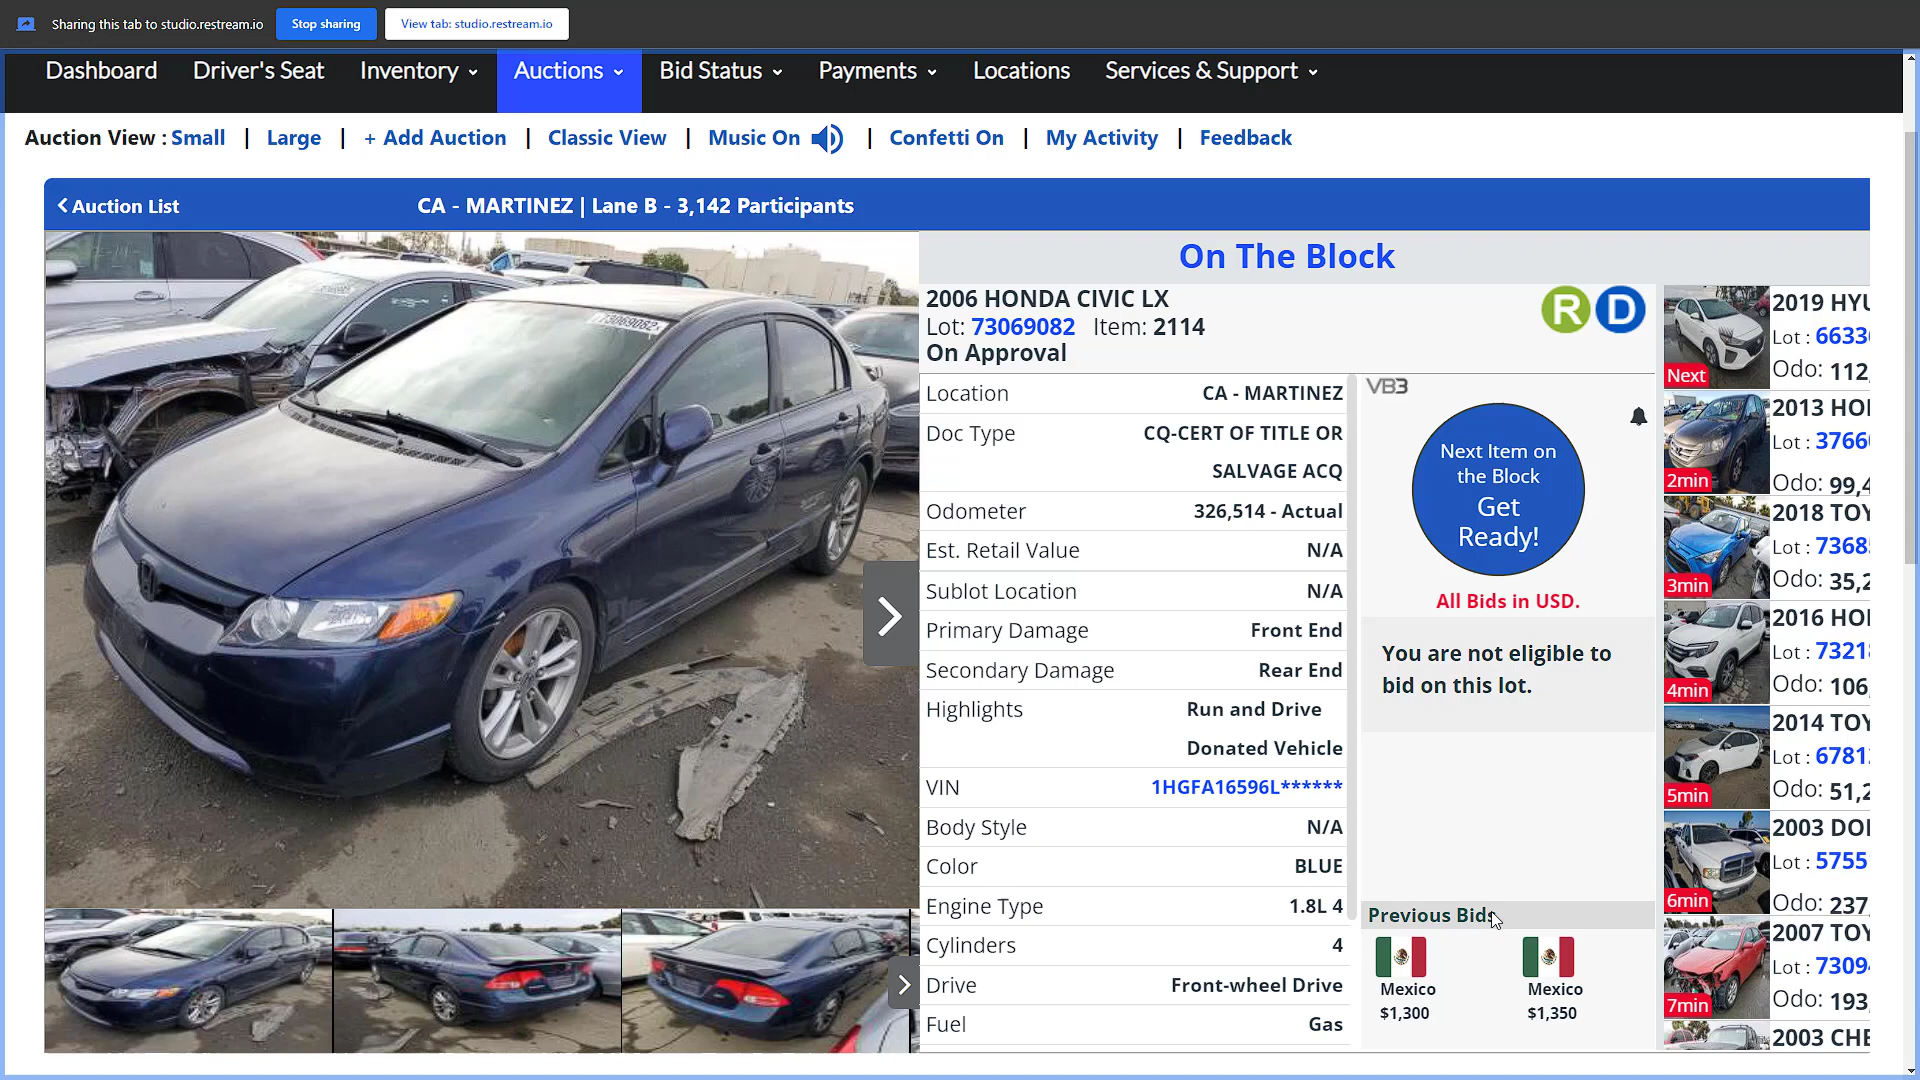 Sharing this tab to studio.restream.io
Stop sharing
View tab: studio.restream.io
Dashboard
Driver's Seat
Inventory
Auctions
Bid Status
Payments
Locations
Services & Support
Auction View : Small | Large | + Add Auction | Classic View | Music On | Confetti On | My Activity | Feedback
Auction List
CA - MARTINEZ | Lane B - 3,142 Participants
73069082
On The Block
2006 HONDA CIVIC LX
Lot: 73069082 Item: 2114
On Approval
R D
Location CA - MARTINEZ
Doc Type CQ-CERT OF TITLE OR
SALVAGE ACQ
Odometer 326,514 - Actual
Est. Retail Value N/A
Sublot Location N/A
Primary Damage Front End
Secondary Damage Rear End
Highlights Run and Drive
Donated Vehicle
VIN 1HGFA16596L******
Body Style N/A
Color BLUE
Engine Type 1.8L 4
Cylinders 4
Drive Front-wheel Drive
Fuel Gas
VB3
Next Item on
the Block
Get
Ready!
All Bids in USD.
You are not eligible to
bid on this lot.
Previous Bids
Mexico
$1,300
Mexico
$1,350
2019 HYU
Lot : 6633
Odo: 112,
Next
2013 HO
Lot : 3766
Odo: 99,4
2min
2018 TOY
Lot : 7368
Odo: 35,2
3min
2016 HO
Lot : 7321
Odo: 106,
4min
2014 TOY
Lot : 6781
Odo: 51,2
5min
2003 DO
Lot : 5755
Odo: 237,
6min
2007 TOY
Lot : 7309
Odo: 193,
7min
2003 CHE